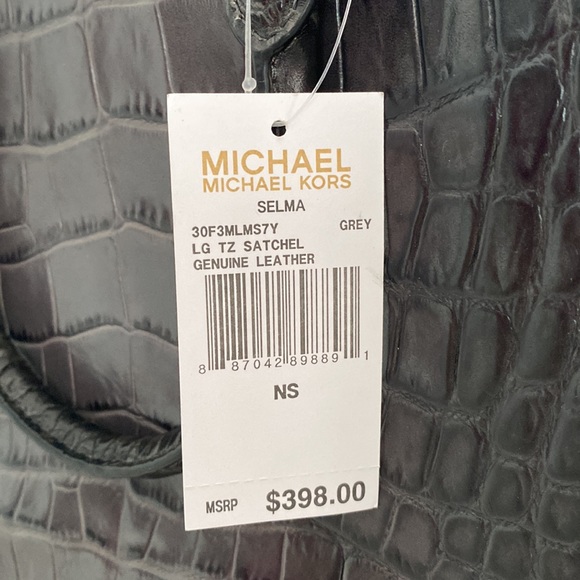 MICHAEL
MICHAEL KORS
SELMA
30F3MLMS7Y GREY
LG TZ SATCHEL
GENUINE LEATHER
8 87042 89889 1
NS
MSRP $398.00